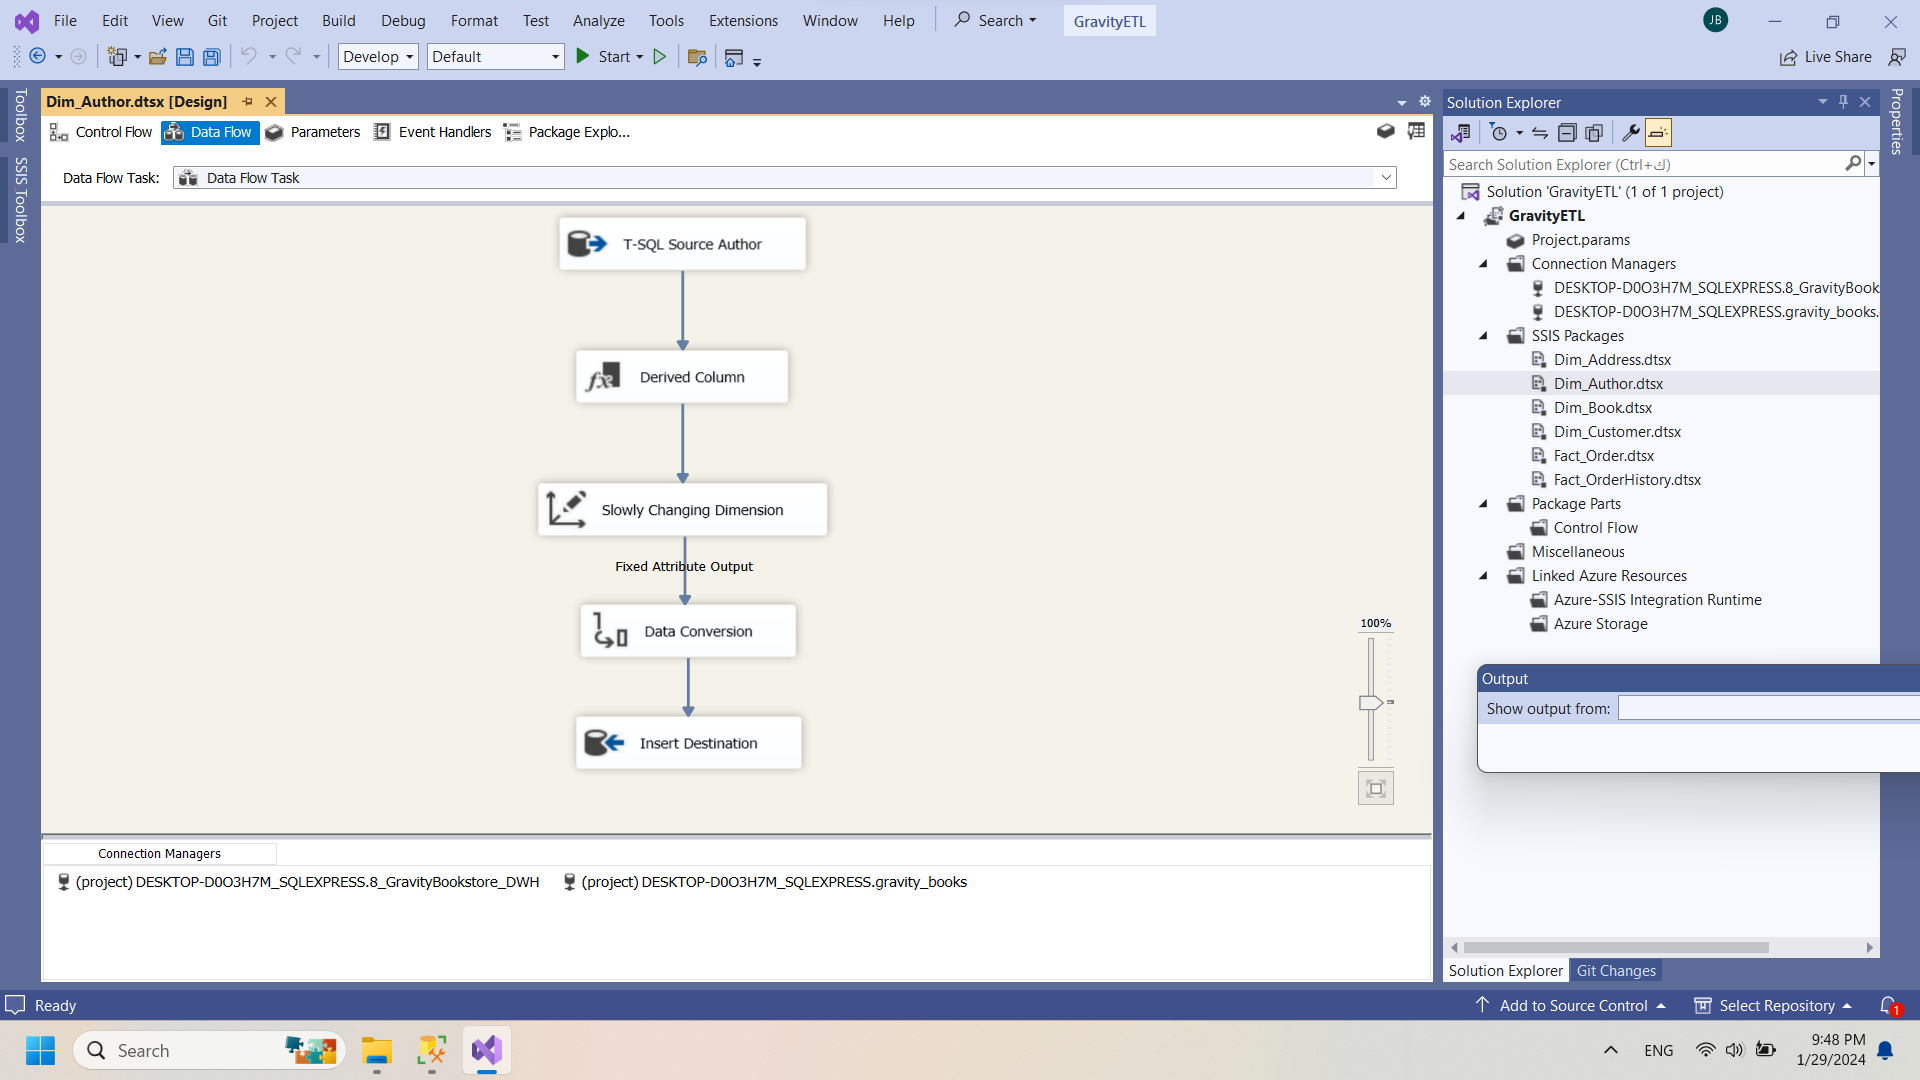 File Edit View Git Project Build Debug Format Test Analyze Tools Extensions Window Help Search GravityETL JB
Develop Default Start Live Share
Toolbox
SSIS Toolbox
Dim_Author.dtsx [Design]
Control Flow Data Flow Parameters Event Handlers Package Explo...
Data Flow Task: Data Flow Task
T-SQL Source Author
Derived Column
Slowly Changing Dimension
Fixed Attribute Output
Data Conversion
Insert Destination
100%
Connection Managers
(project) DESKTOP-D0O3H7M_SQLEXPRESS.8_GravityBookstore_DWH (project) DESKTOP-D0O3H7M_SQLEXPRESS.gravity_books
Solution Explorer
Search Solution Explorer (Ctrl+ك)
Solution 'GravityETL' (1 of 1 project)
GravityETL
Project.params
Connection Managers
DESKTOP-D0O3H7M_SQLEXPRESS.8_GravityBook
DESKTOP-D0O3H7M_SQLEXPRESS.gravity_books.
SSIS Packages
Dim_Address.dtsx
Dim_Author.dtsx
Dim_Book.dtsx
Dim_Customer.dtsx
Fact_Order.dtsx
Fact_OrderHistory.dtsx
Package Parts
Control Flow
Miscellaneous
Linked Azure Resources
Azure-SSIS Integration Runtime
Azure Storage
Output
Show output from:
Solution Explorer Git Changes
Properties
Ready Add to Source Control Select Repository 1
Search ENG 9:48 PM
1/29/2024